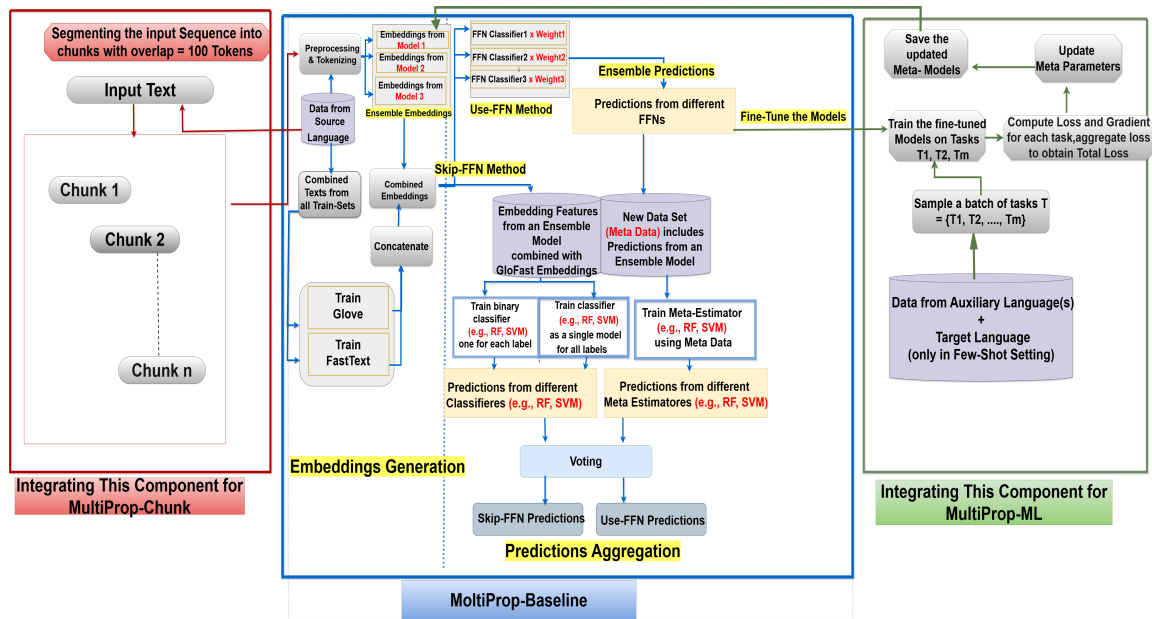 Segmenting the input Sequence into
chunks with overlap = 100 Tokens
Input Text
Chunk 1
Chunk 2
Chunk n
Integrating This Component for
MultiProp-Chunk
Preprocessing
& Tokenizing
Data from
Source
Language
Combined
Texts from
all Train-Sets
Embeddings from
Model 1
Embeddings from
Model 2
Embeddings from
Model 3
Ensemble Embeddings
FFN Classifier1 x Weight1
FFN Classifier2 x Weight2
FFN Classifier3 x Weight3
Use-FFN Method
Ensemble Predictions
Predictions from different
FFNs
Skip-FFN Method
Combined
Embeddings
Concatenate
Train
Glove
Train
FastText
Embedding Features
from an Ensemble
Model
combined with
GloFast Embeddings
New Data Set
(Meta Data) includes
Predictions from an
Ensemble Model
Train binary
classifier
(e.g., RF, SVM)
one for each label
Train classifier
(e.g., RF, SVM)
as a single model
for all labels
Train Meta-Estimator
(e.g., RF, SVM)
using Meta Data
Predictions from different
Classifieres (e.g., RF, SVM)
Predictions from different
Meta Estimatores (e.g., RF, SVM)
Embeddings Generation
Voting
Skip-FFN Predictions
Use-FFN Predictions
Predictions Aggregation
MoltiProp-Baseline
Fine-Tune the Models
Save the
updated
Meta- Models
Update
Meta Parameters
Train the fine-tuned
Models on Tasks
T1, T2, Tm
Compute Loss and Gradient
for each task,aggregate loss
to obtain Total Loss
Sample a batch of tasks T
= {T1, T2, ...., Tm}
Data from Auxiliary Language(s)
+
Target Language
(only in Few-Shot Setting)
Integrating This Component for
MultiProp-ML